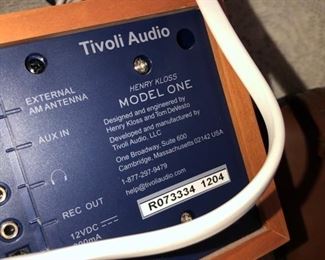 Tivoli Audio
EXTERNAL
AM ANTENNA
HENRY KLOSS
MODEL ONE
AUX IN
Designed and engineered by
Henry Kloss and Tom DeVesto
Developed and manufactured by
Tivoli Audio, LLC
One Broadway, Suite 600
Cambridge, Massachusetts 02142 USA
1-877-297-9479
help@tivoliaudio.com
REC OUT
R073334 1204
12VDC